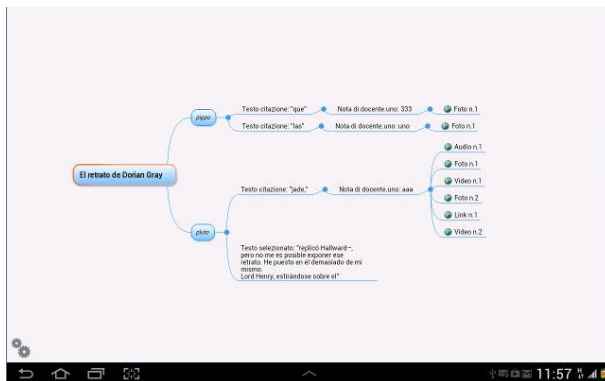 Testo citazione: "que"
Nota di docente.uno: 333
Foto n.1
pippo
Testo citazione: "las"
Nota di docente.uno: uno
Foto n.1
Audio n.1
Foto n.1
El retrato de Dorian Gray
Video n.1
Testo citazione: "jade,"
Nota di docente.uno: aaa
Foto n.2
Link n.1
pluto
Video n.2
Testo selezionato: "replicó Hallward–,
pero no me es posible exponer ese
retrato. He puesto en él demasiado de mí
mismo.
Lord Henry, estirándose sobre el"
11:57